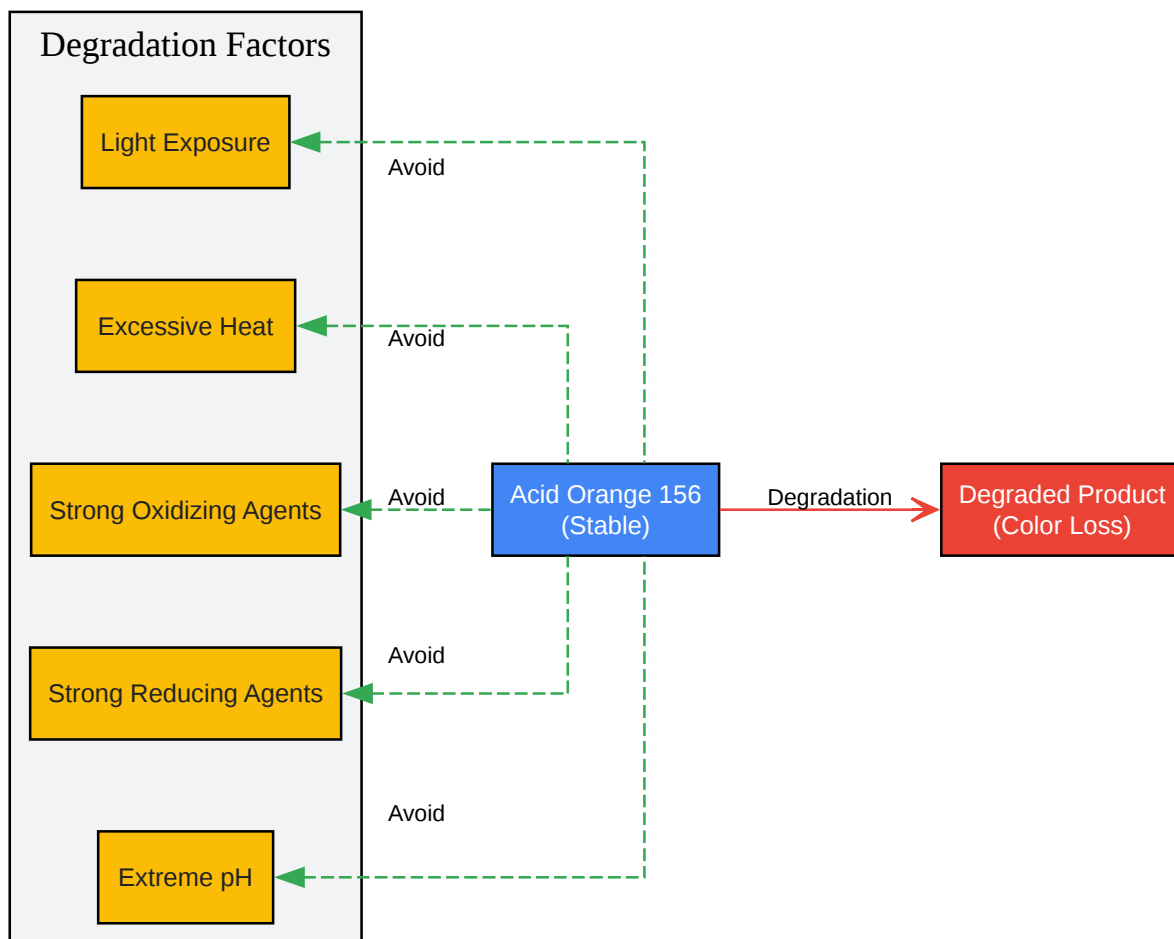 Degradation Factors
Light Exposure
Avoid
Excessive Heat
Avoid
Strong Oxidizing Agents
Avoid
Acid Orange 156
(Stable)
Degradation
Degraded Product
(Color Loss)
Avoid
Strong Reducing Agents
Avoid
Extreme pH